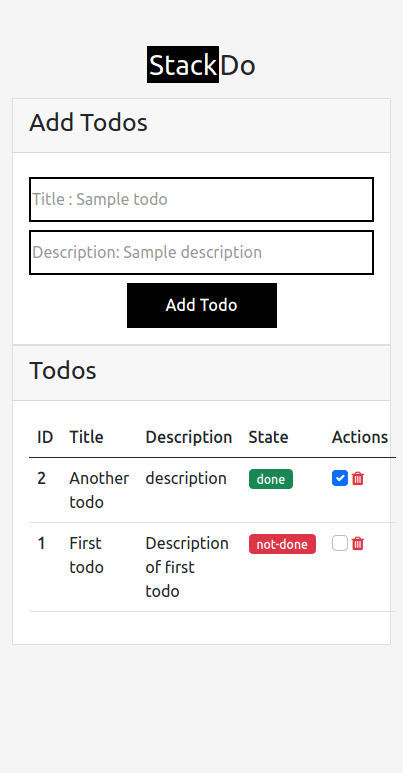 StackDo
Add Todos
Title : Sample todo
Description: Sample description
Add Todo
Todos
ID Title Description State Actions
2 Another description done
todo
1 First Description not-done
todo of first
todo